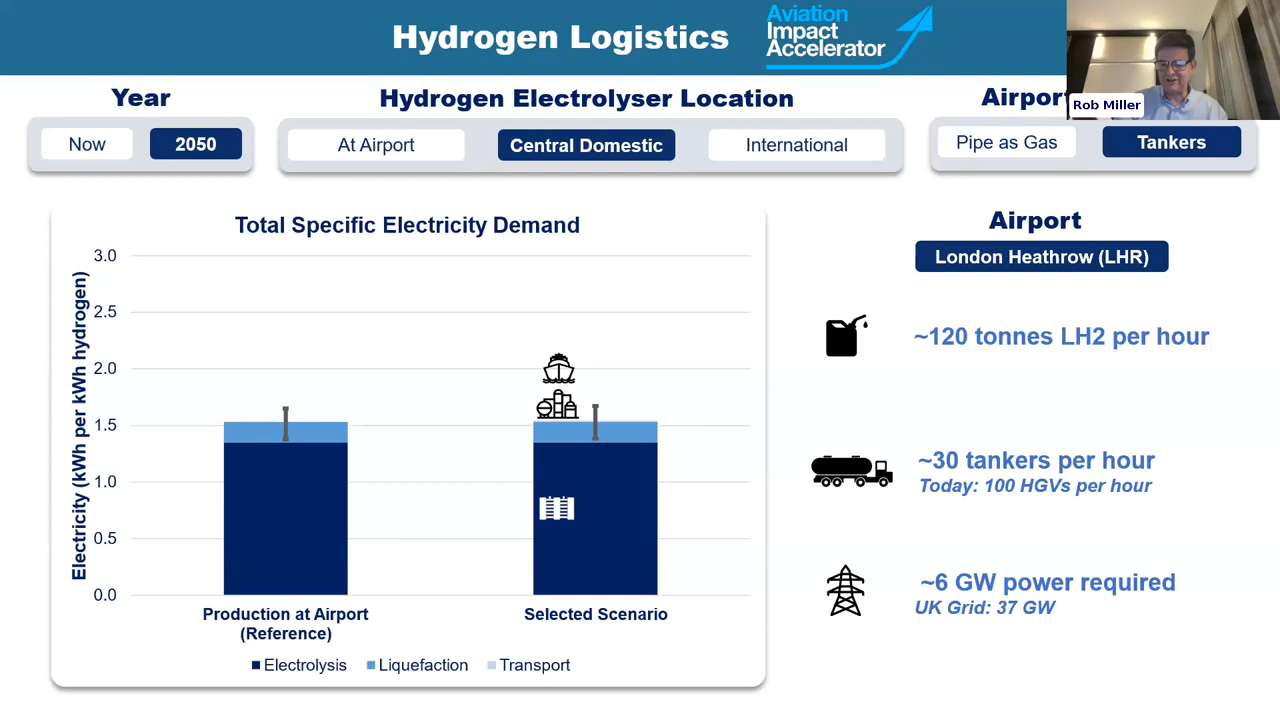 Hydrogen Logistics
Aviation
Impact
Accelerator
Rob Miller
Year
Hydrogen Electrolyser Location
Airport
Now
2050
At Airport
Central Domestic
International
Pipe as Gas
Tankers
Total Specific Electricity Demand
Electricity (kWh per kWh hydrogen)
3.0
2.5
2.0
1.5
1.0
0.5
0.0
Production at Airport
(Reference)
Selected Scenario
Electrolysis
Liquefaction
Transport
Airport
London Heathrow (LHR)
~120 tonnes LH2 per hour
~30 tankers per hour
Today: 100 HGVs per hour
~6 GW power required
UK Grid: 37 GW